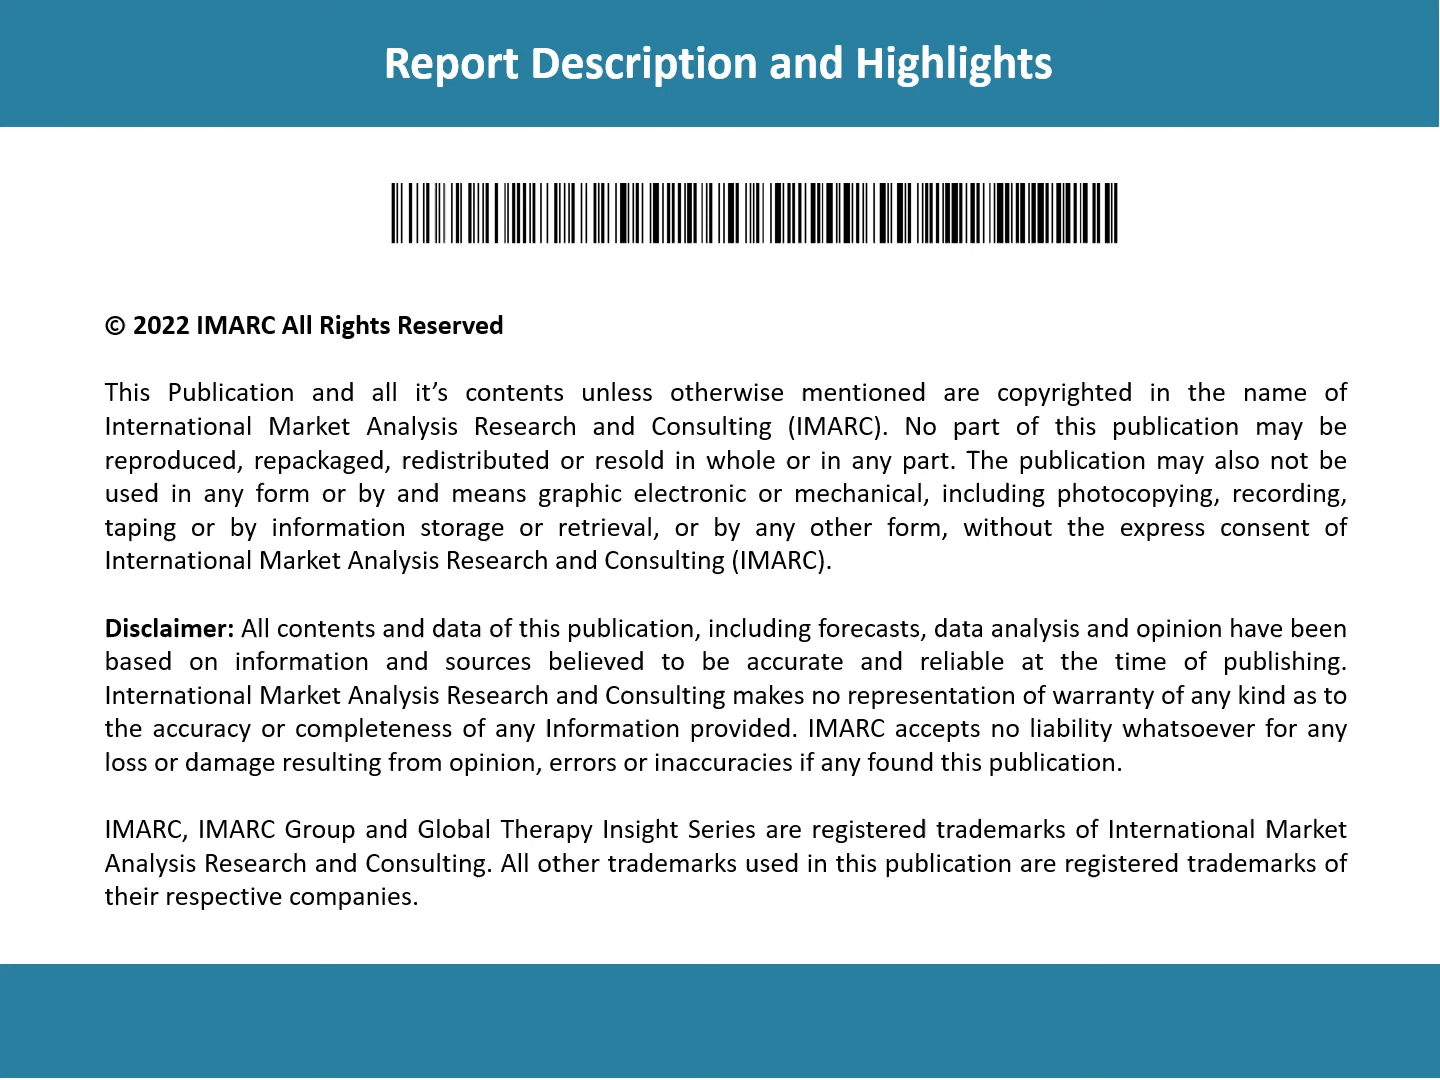 Report Description and Highlights
© 2022 IMARC All Rights Reserved
This Publication and all it’s contents unless otherwise mentioned are copyrighted in the name of
International Market Analysis Research and Consulting (IMARC). No part of this publication may be
reproduced, repackaged, redistributed or resold in whole or in any part. The publication may also not be
used in any form or by and means graphic electronic or mechanical, including photocopying, recording,
taping or by information storage or retrieval, or by any other form, without the express consent of
International Market Analysis Research and Consulting (IMARC).
Disclaimer: All contents and data of this publication, including forecasts, data analysis and opinion have been
based on information and sources believed to be accurate and reliable at the time of publishing.
International Market Analysis Research and Consulting makes no representation of warranty of any kind as to
the accuracy or completeness of any Information provided. IMARC accepts no liability whatsoever for any
loss or damage resulting from opinion, errors or inaccuracies if any found this publication.
IMARC, IMARC Group and Global Therapy Insight Series are registered trademarks of International Market
Analysis Research and Consulting. All other trademarks used in this publication are registered trademarks of
their respective companies.